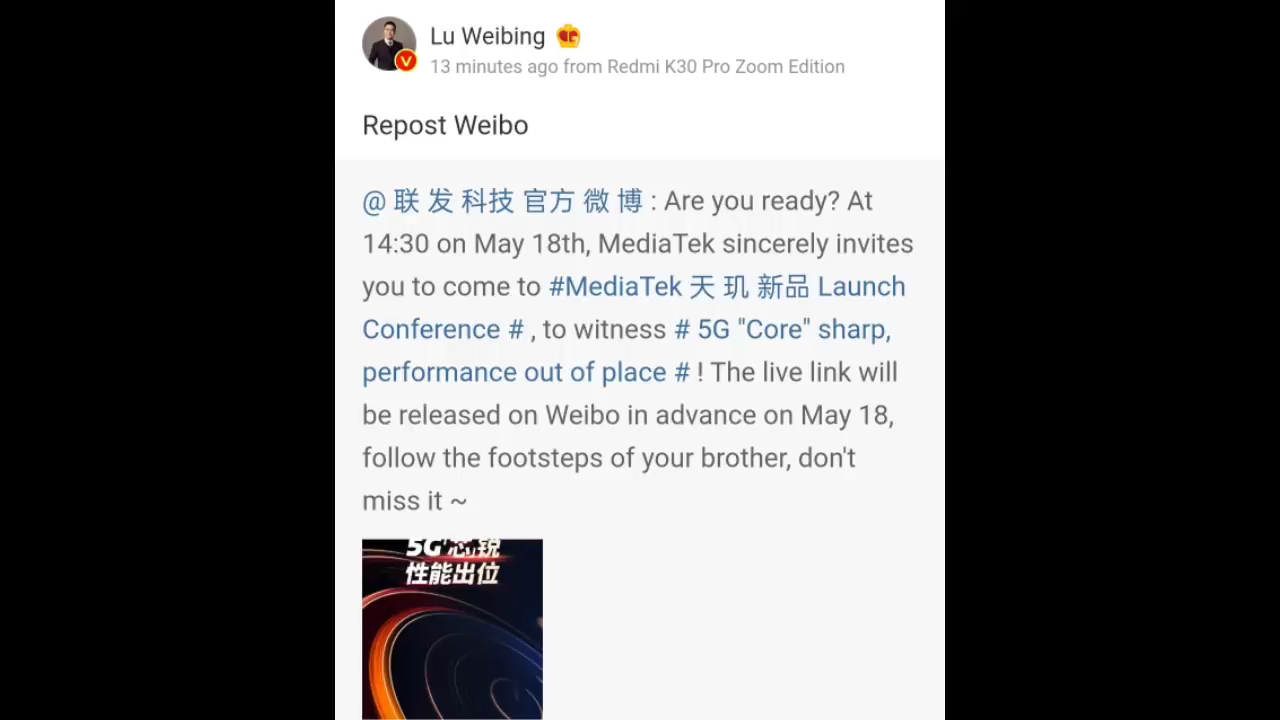 Lu Weibing
13 minutes ago from Redmi K30 Pro Zoom Edition
Repost Weibo
@ 联 发 科技 官方 微 博 : Are you ready? At
14:30 on May 18th, MediaTek sincerely invites
you to come to #MediaTek 天 玑 新品 Launch
Conference # , to witness # 5G "Core" sharp,
performance out of place # ! The live link will
be released on Weibo in advance on May 18,
follow the footsteps of your brother, don't
miss it ~
5G"芯"锐
性能出位